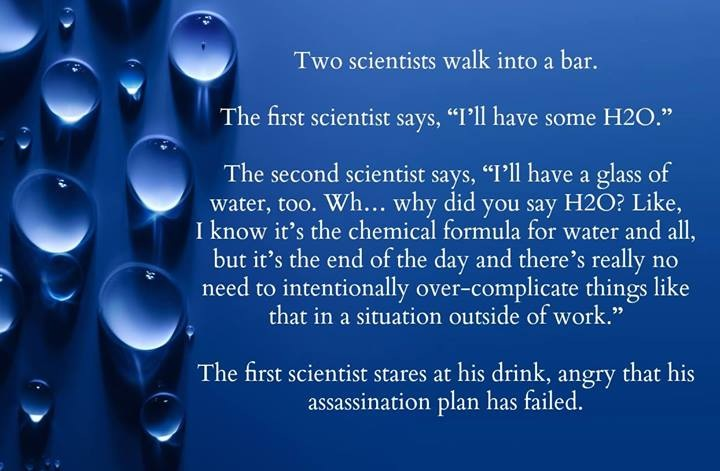 Two scientists walk into a bar.
The first scientist says, “I’ll have some H2O.”
The second scientist says, “I’ll have a glass of
water, too. Wh… why did you say H2O? Like,
I know it’s the chemical formula for water and all,
but it’s the end of the day and there’s really no
need to intentionally over-complicate things like
that in a situation outside of work.”
The first scientist stares at his drink, angry that his
assassination plan has failed.